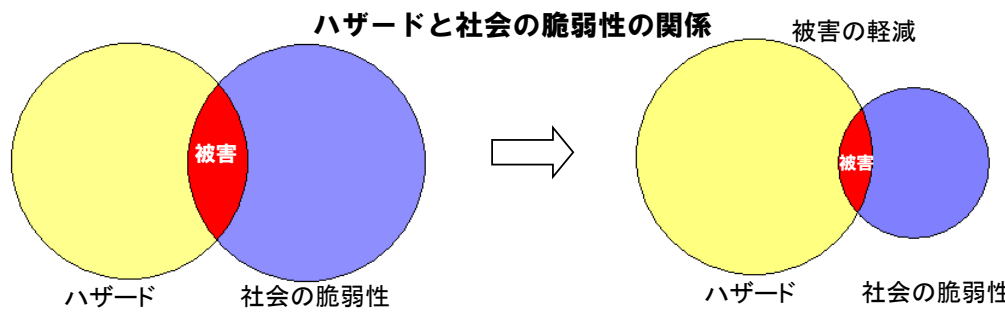 ハザードと社会の脆弱性の関係
被害の軽減
被害
被害
ハザード
社会の脆弱性
ハザード
社会の脆弱性